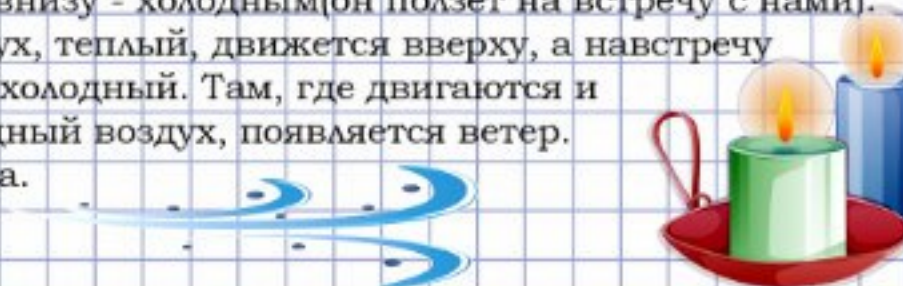 внизу - холодным(он ползет на встречу с нами).
ух, теплый, движется вверху, а навстречу
холодный. Там, где двигаются и
дный воздух, появляется ветер.
а.